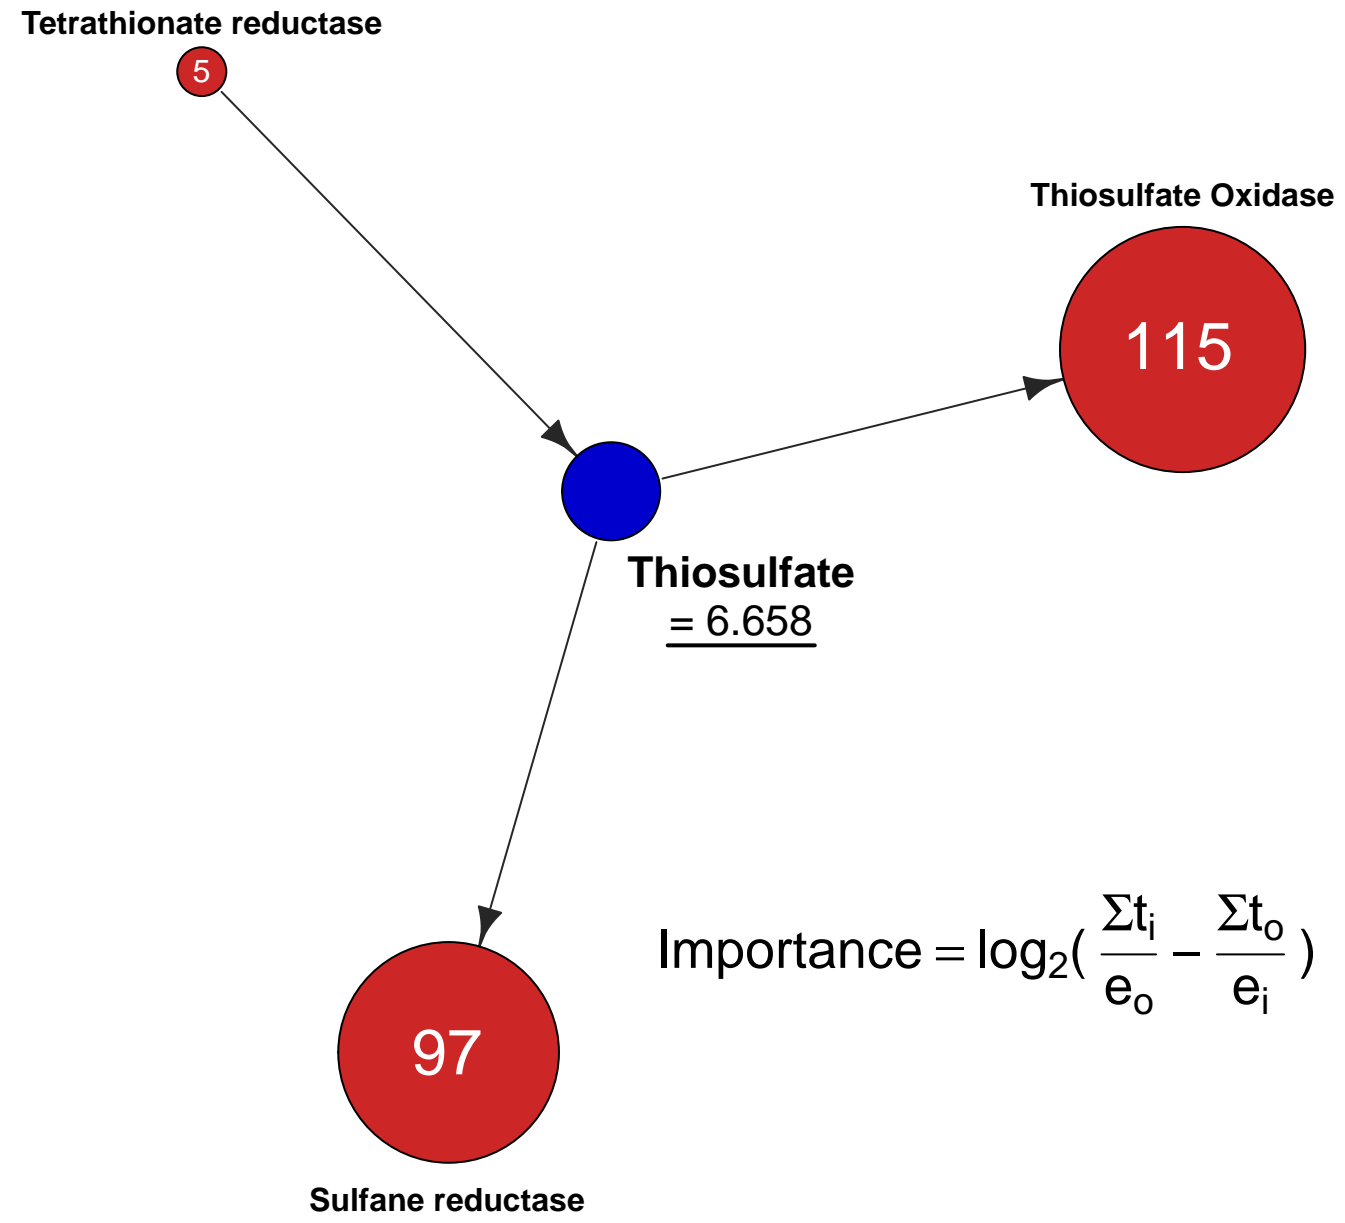 Tetrathionate reductase
5
Thiosulfate Oxidase
115
Thiosulfate
= 6.658
Importance = log₂( Σtᵢ/eₒ − Σtₒ/eᵢ )
97
Sulfane reductase